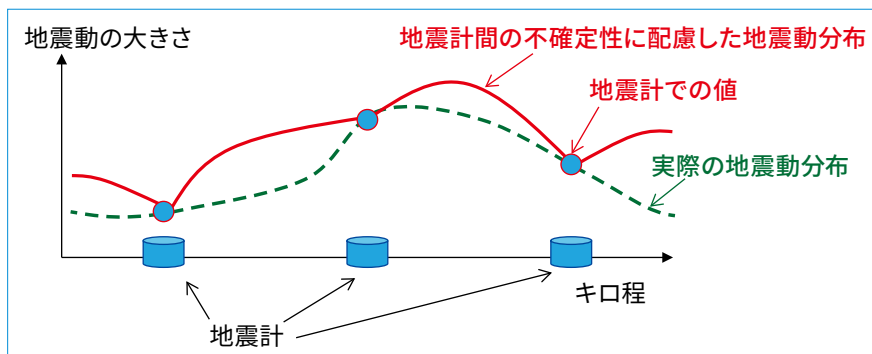 地震動の大きさ
地震計間の不確定性に配慮した地震動分布
地震計での値
実際の地震動分布
キロ程
地震計